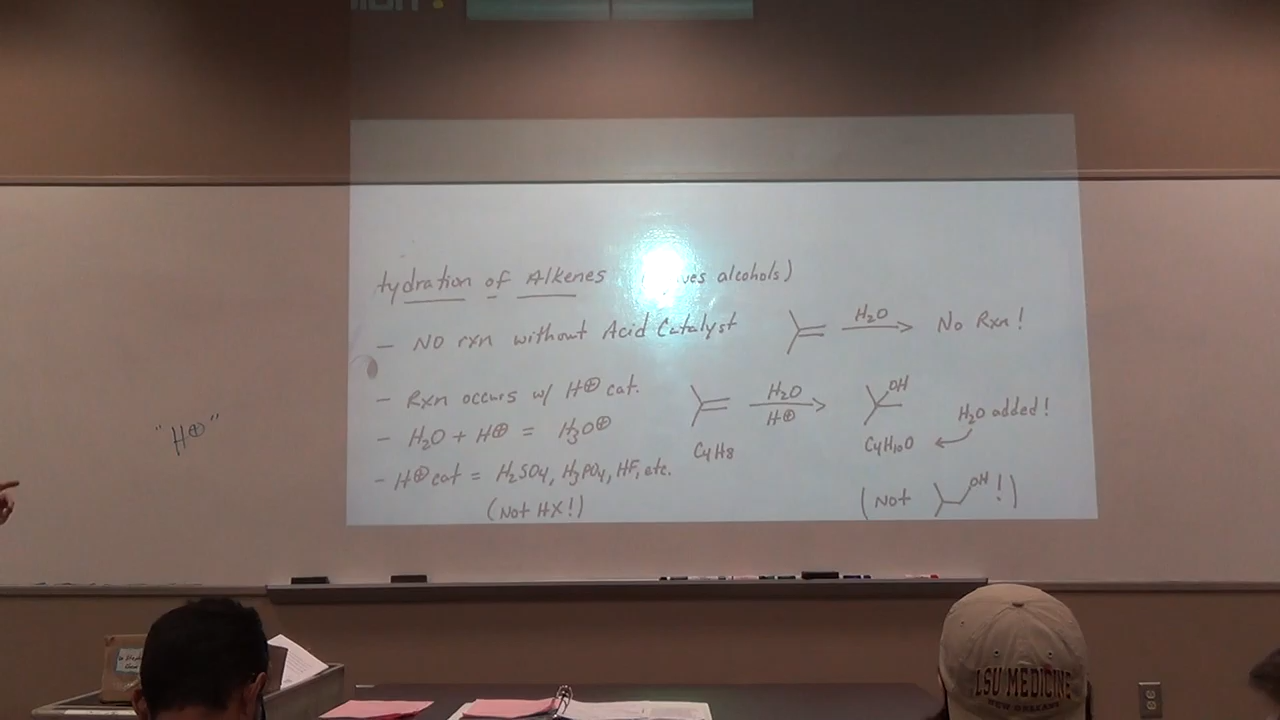 Hydration of Alkenes ves alcohols)
- NO rxn without Acid Catalyst
H2O
No Rxn!
- Rxn occurs w/ H⊕ cat.
H2O
H⊕
OH
H2O added!
C4H8
C4H10O
- H2O + H⊕ = H3O⊕
- H⊕ cat = H2SO4, H3PO4, HF, etc.
(Not HX!)
(Not OH!)
"H⊕"
LSU MEDICINE
NEW ORLEANS